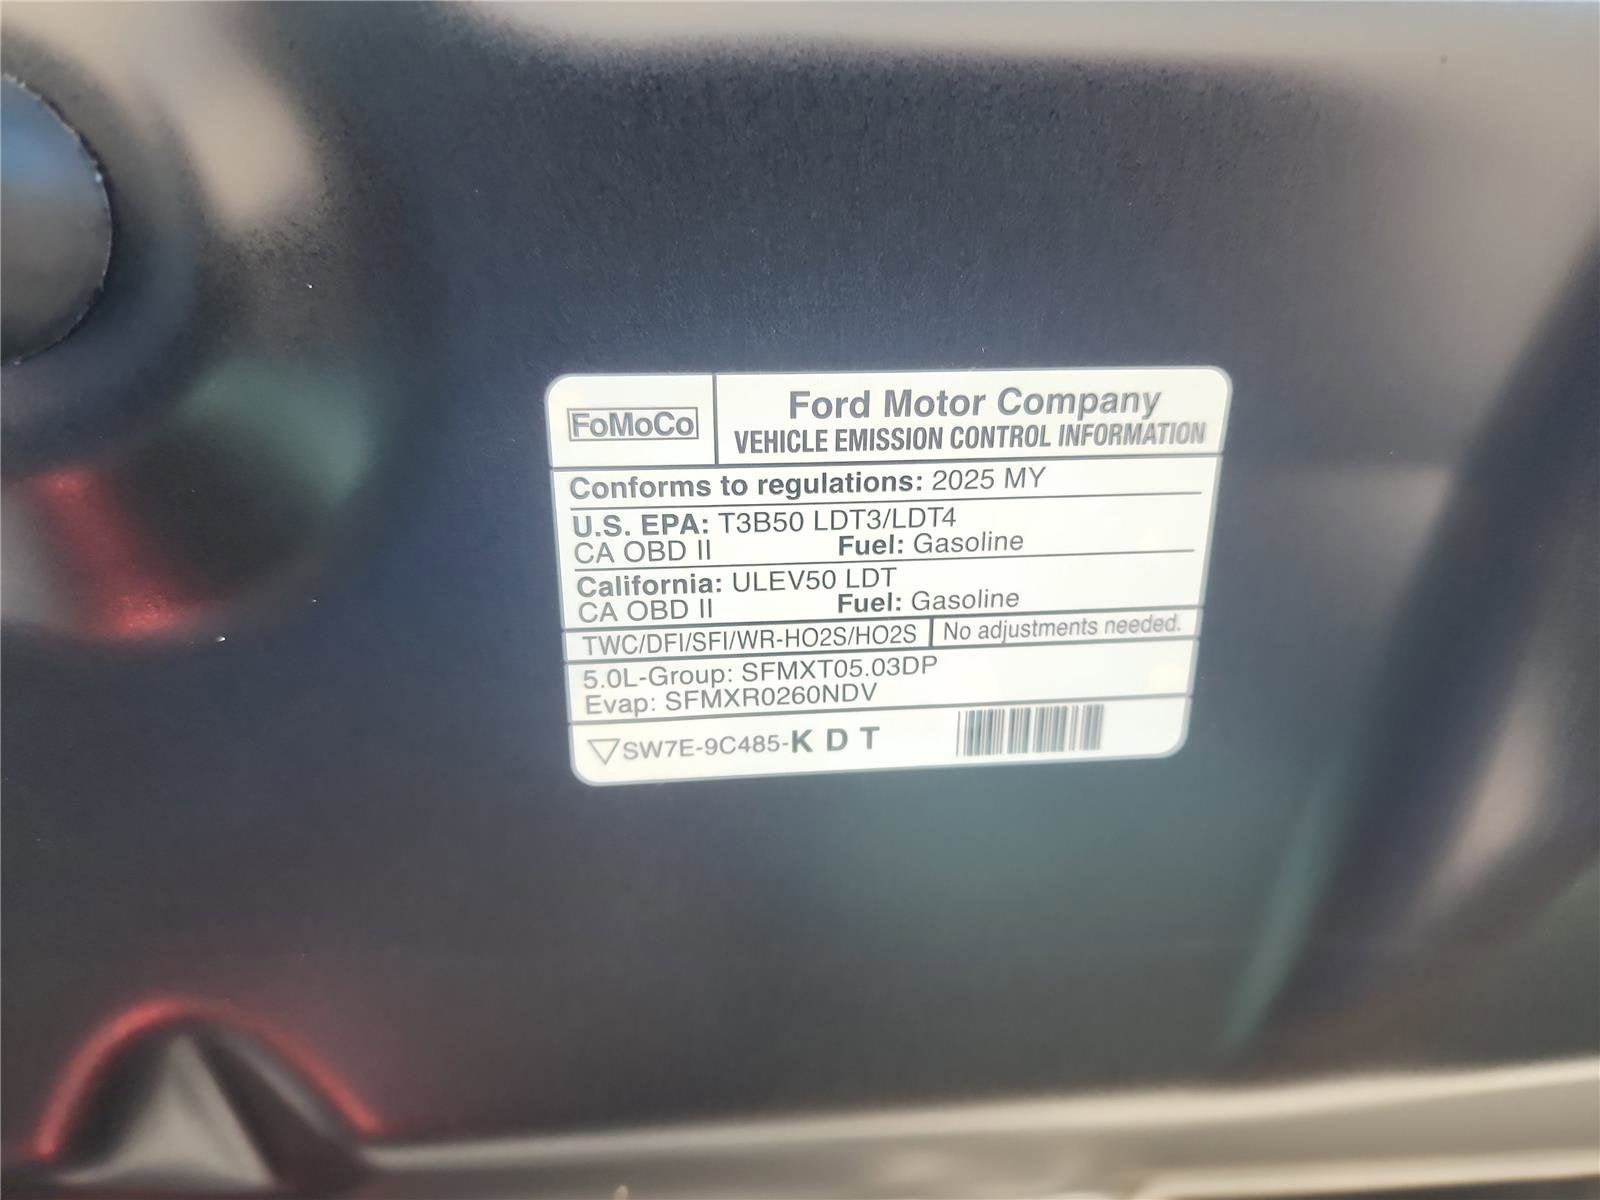 FoMoCo
Ford Motor Company
VEHICLE EMISSION CONTROL INFORMATION
Conforms to regulations: 2025 MY
U.S. EPA: T3B50 LDT3/LDT4
CA OBD II Fuel: Gasoline
California: ULEV50 LDT
CA OBD II Fuel: Gasoline
TWC/DFI/SFI/WR-HO2S/HO2S No adjustments needed.
5.0L-Group: SFMXT05.03DP
Evap: SFMXR0260NDV
SW7E-9C485-K D T